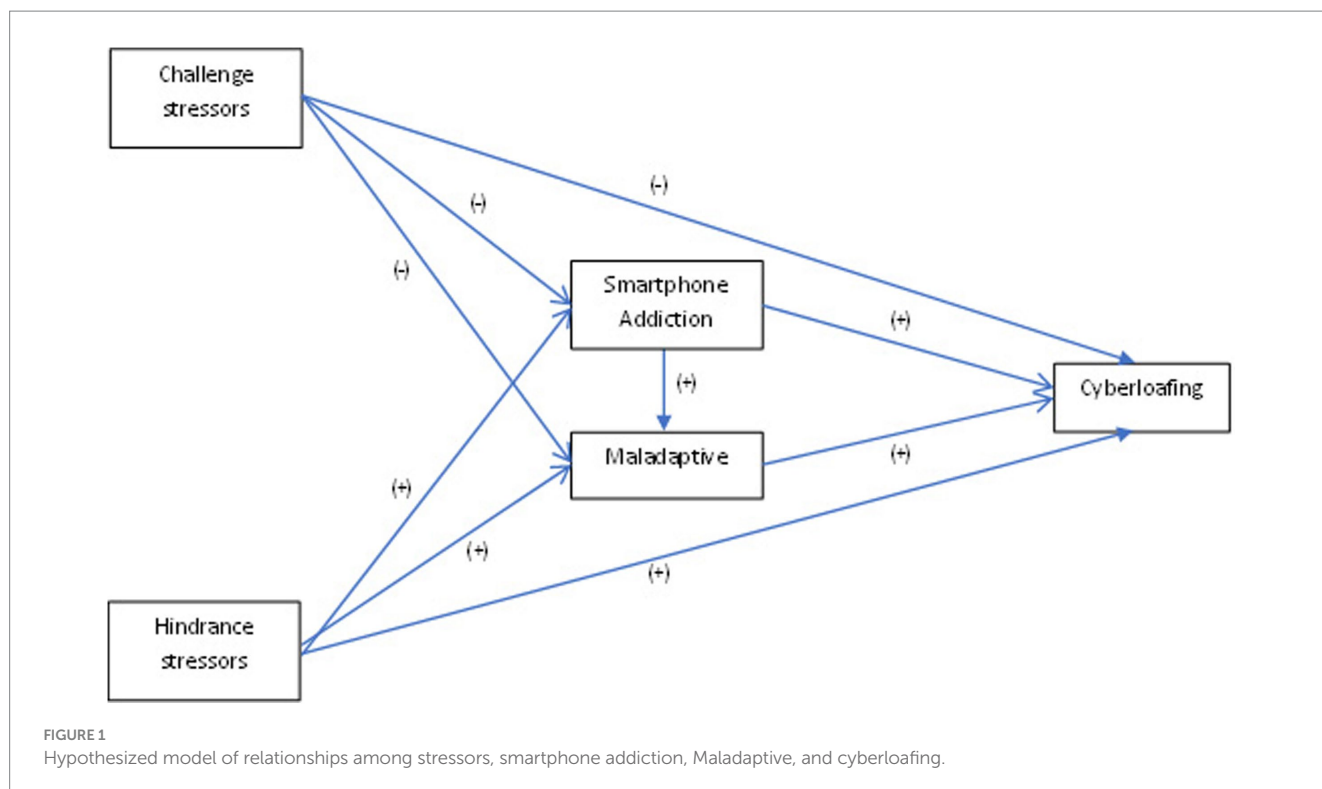 Challenge
stressors
(-)
(-)
(-)
Smartphone
Addiction
(+)
(+)
Cyberloafing
Maladaptive
(+)
(+)
(+)
(+)
Hindrance
stressors
FIGURE 1
Hypothesized model of relationships among stressors, smartphone addiction, Maladaptive, and cyberloafing.